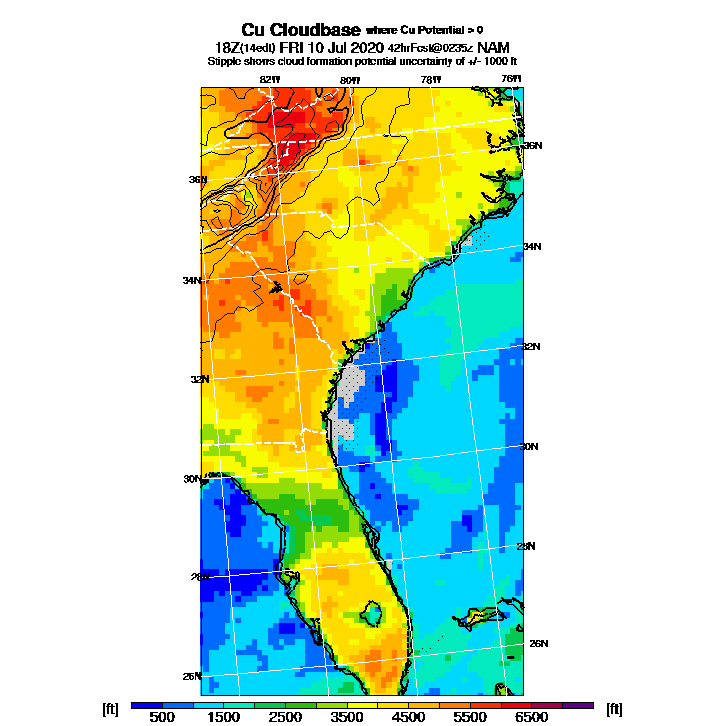 Cu Cloudbase where Cu Potential > 0
18Z(14edt) FRI 10 Jul 2020 42hrFcst@0235z NAM
Stipple shows cloud formation potential uncertainty of +/- 1000 ft
82W 80W 78W 76W
36N
36N
34N
34N
32N
32N
30N
30N
28N
28N
26N
26N
[ft] [ft]
500 1500 2500 3500 4500 5500 6500